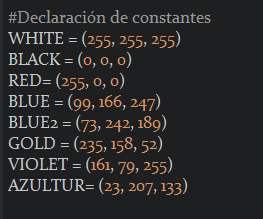 #Declaración de constantes
WHITE = (255, 255, 255)
BLACK = (0, 0, 0)
RED= (255, 0, 0)
BLUE = (99, 166, 247)
BLUE2 = (73, 242, 189)
GOLD = (235, 158, 52)
VIOLET = (161, 79, 255)
AZULTUR= (23, 207, 133)